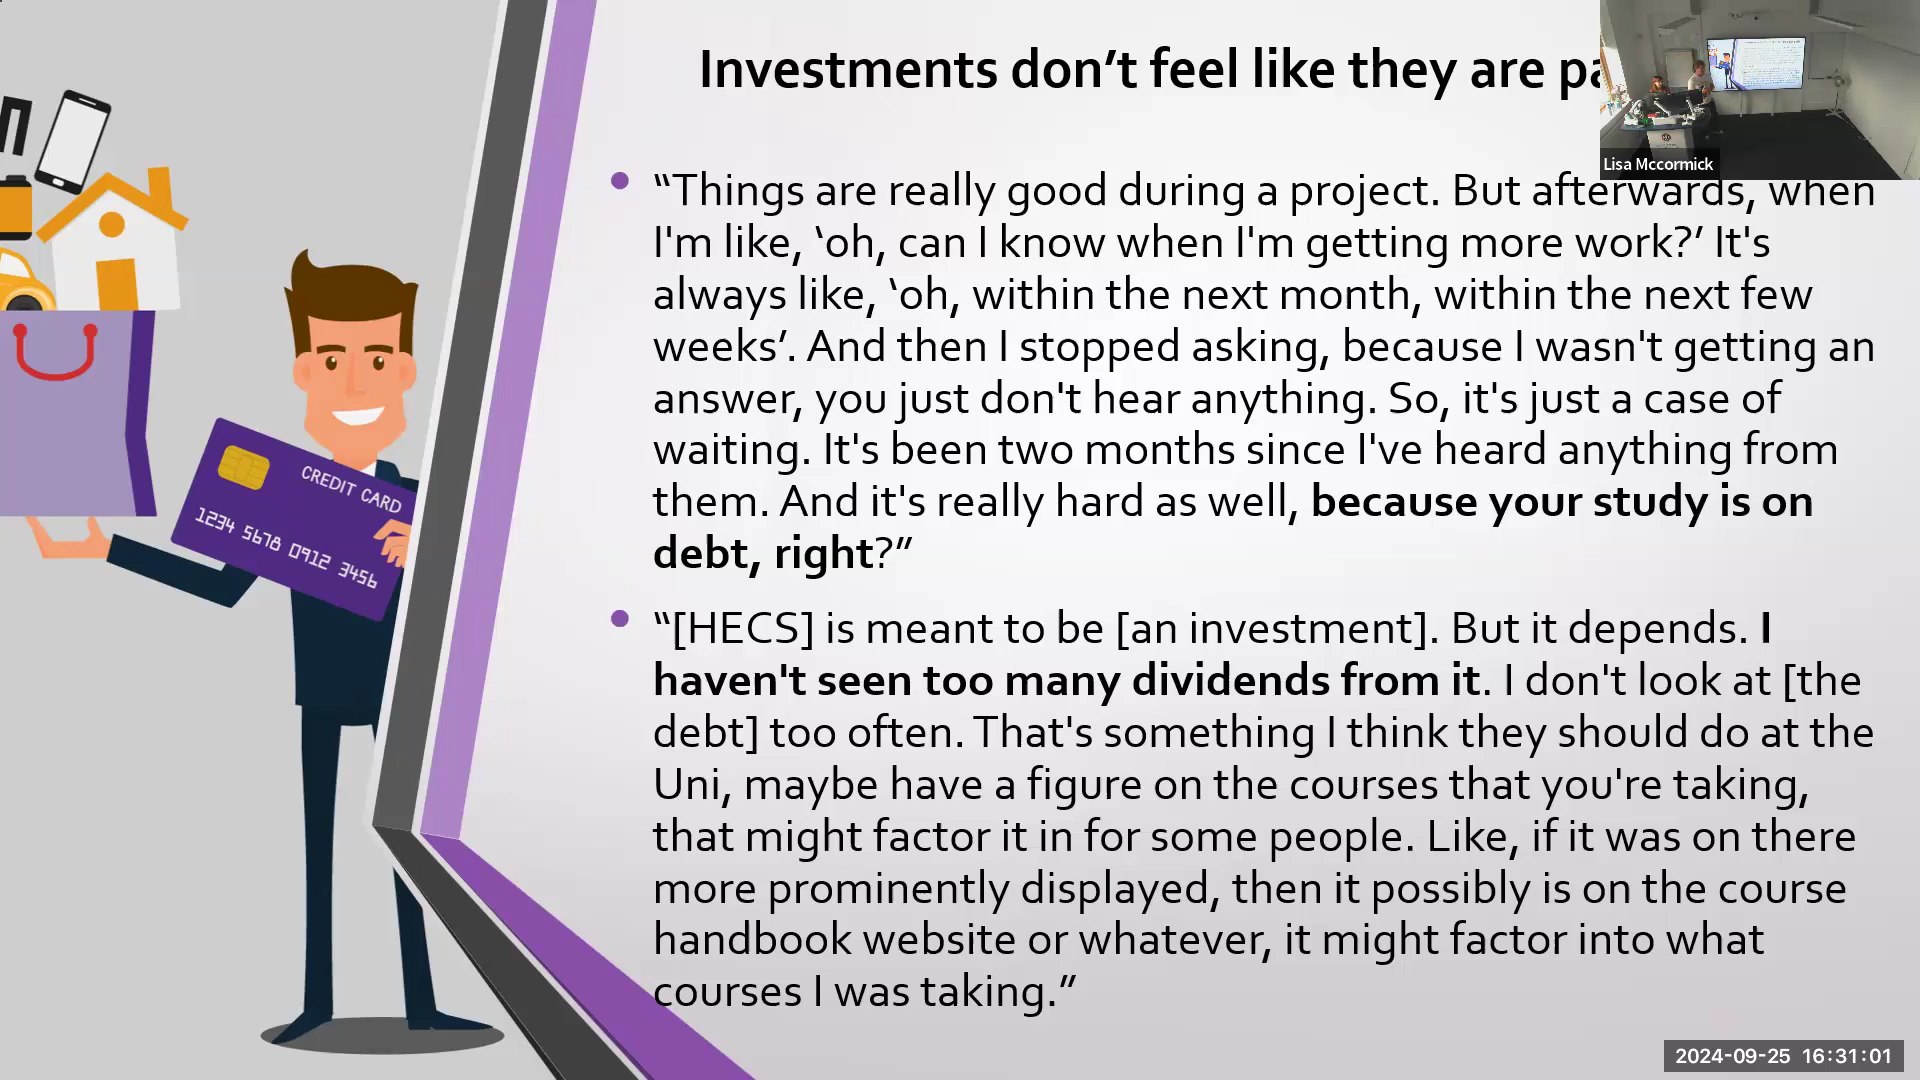 Investments don’t feel like they are
“Things are really good during a project. But afterwards, when
I'm like, ‘oh, can I know when I'm getting more work?’ It's
always like, ‘oh, within the next month, within the next few
weeks’. And then I stopped asking, because I wasn't getting an
answer, you just don't hear anything. So, it's just a case of
waiting. It's been two months since I've heard anything from
them. And it's really hard as well, because your study is on
debt, right?”
“[HECS] is meant to be [an investment]. But it depends. I
haven't seen too many dividends from it. I don't look at [the
debt] too often. That's something I think they should do at the
Uni, maybe have a figure on the courses that you're taking,
that might factor it in for some people. Like, if it was on there
more prominently displayed, then it possibly is on the course
handbook website or whatever, it might factor into what
courses I was taking.”
CREDIT CARD
1234 5678 0912 3456
Lisa Mccormick
2024-09-25 16:31:01